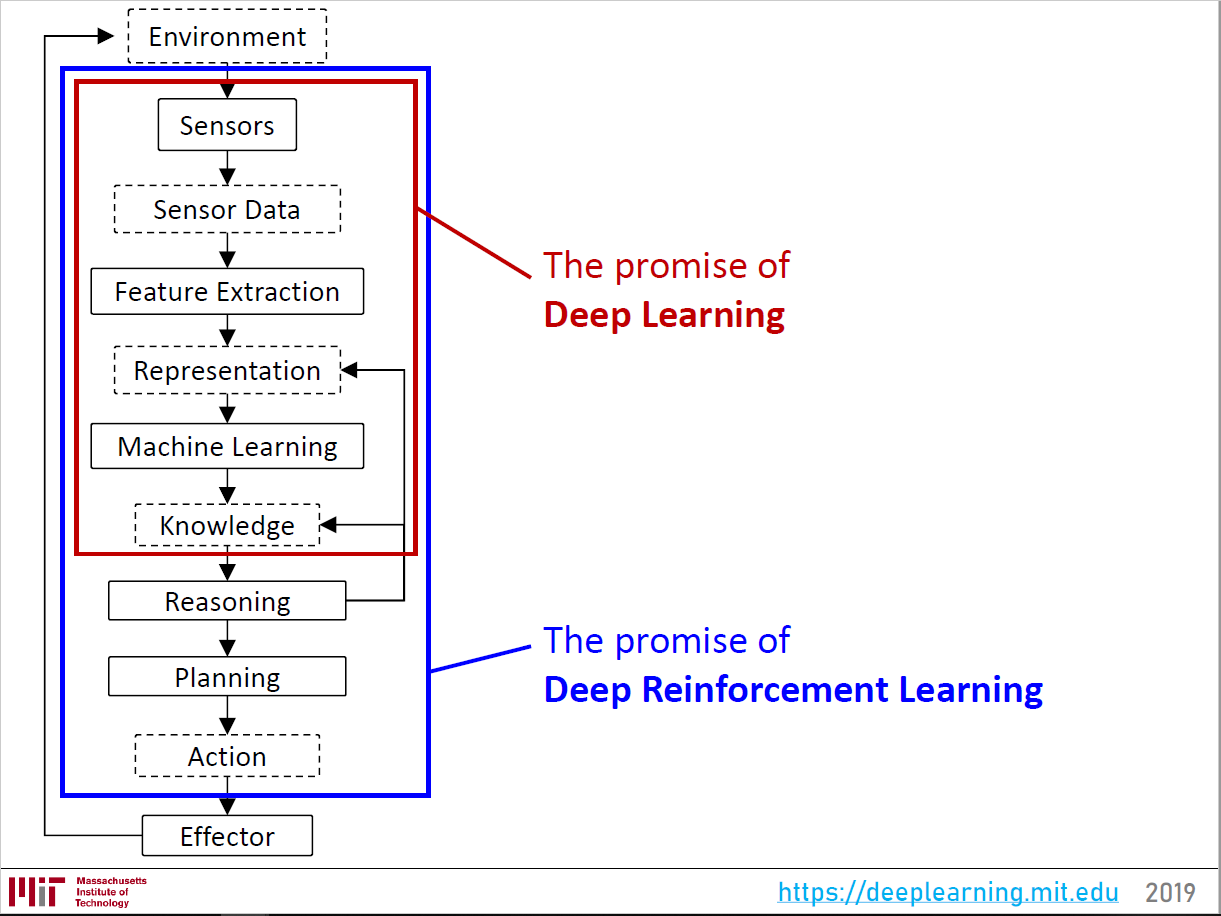 Environment
Sensors
Sensor Data
Feature Extraction
Representation
Machine Learning
Knowledge
Reasoning
Planning
Action
Effector
The promise of
Deep Learning
The promise of
Deep Reinforcement Learning
MIT
Massachusetts
Institute of
Technology
https://deeplearning.mit.edu
2019